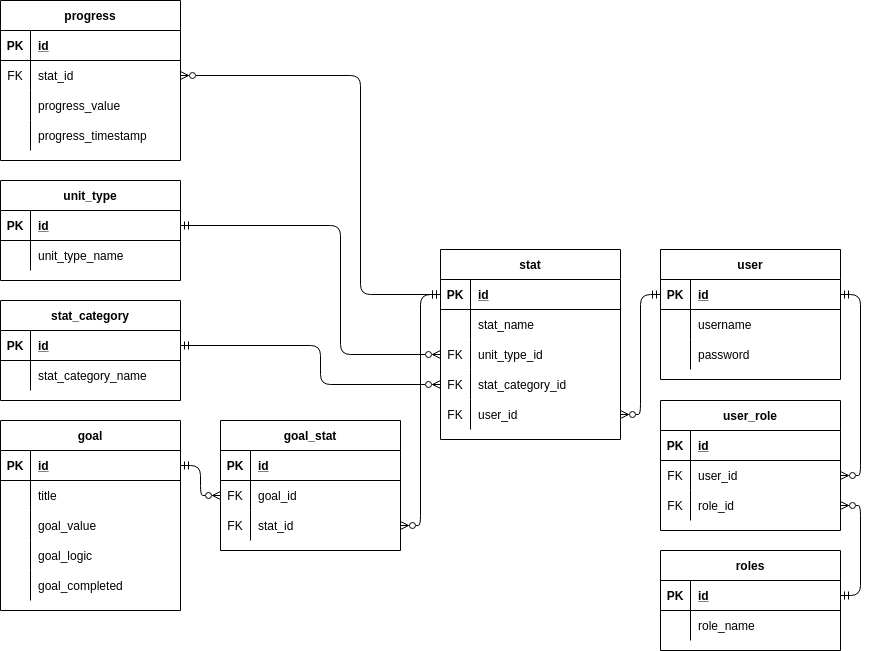 progress
PK id
FK stat_id
progress_value
progress_timestamp
unit_type
PK id
unit_type_name
stat_category
PK id
stat_category_name
goal
PK id
title
goal_value
goal_logic
goal_completed
goal_stat
PK id
FK goal_id
FK stat_id
stat
PK id
stat_name
FK unit_type_id
FK stat_category_id
FK user_id
user
PK id
username
password
user_role
PK id
FK user_id
FK role_id
roles
PK id
role_name